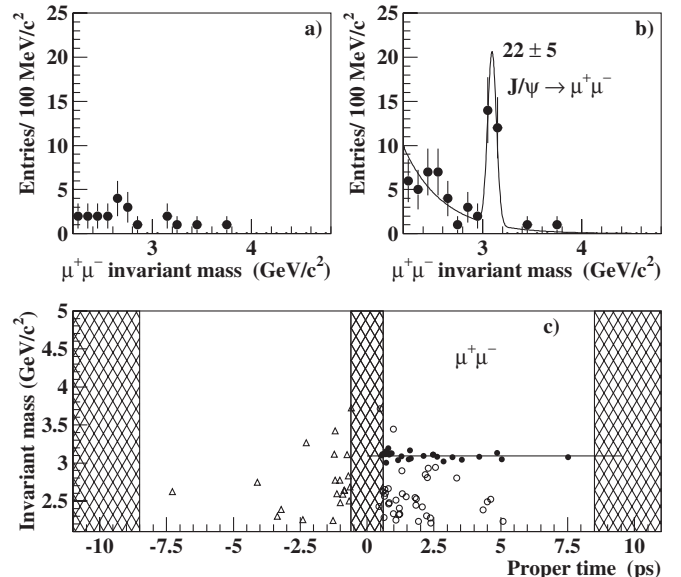 Entries/ 100 MeV/c²
25
20
15
10
5
0
a)
3
4
μ⁺μ⁻ invariant mass (GeV/c²)
Entries/ 100 MeV/c²
25
20
15
10
5
0
b)
22 ± 5
J/ψ → μ⁺μ⁻
3
4
μ⁺μ⁻ invariant mass (GeV/c²)
Invariant mass (GeV/c²)
5
4.5
4
3.5
3
2.5
c)
μ⁺μ⁻
-10
-7.5
-5
-2.5
0
2.5
5
7.5
10
Proper time (ps)